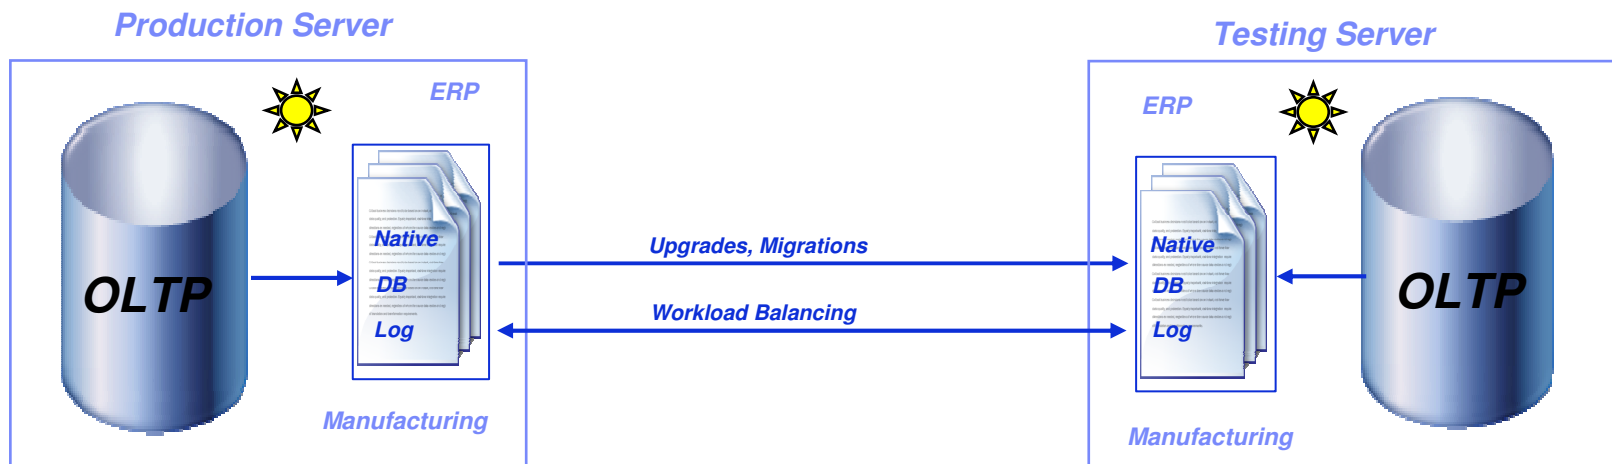 Production Server
Testing Server
ERP
ERP
Native
DB
Log
OLTP
Upgrades, Migrations
Workload Balancing
Native
DB
Log
OLTP
Manufacturing
Manufacturing